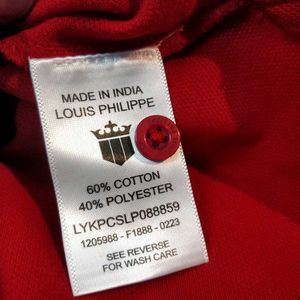 MADE IN INDIA
LOUIS PHILIPPE
60% COTTON
40% POLYESTER
LYKPCSLP088859
1205988 - F1888 - 0223
SEE REVERSE
FOR WASH CARE